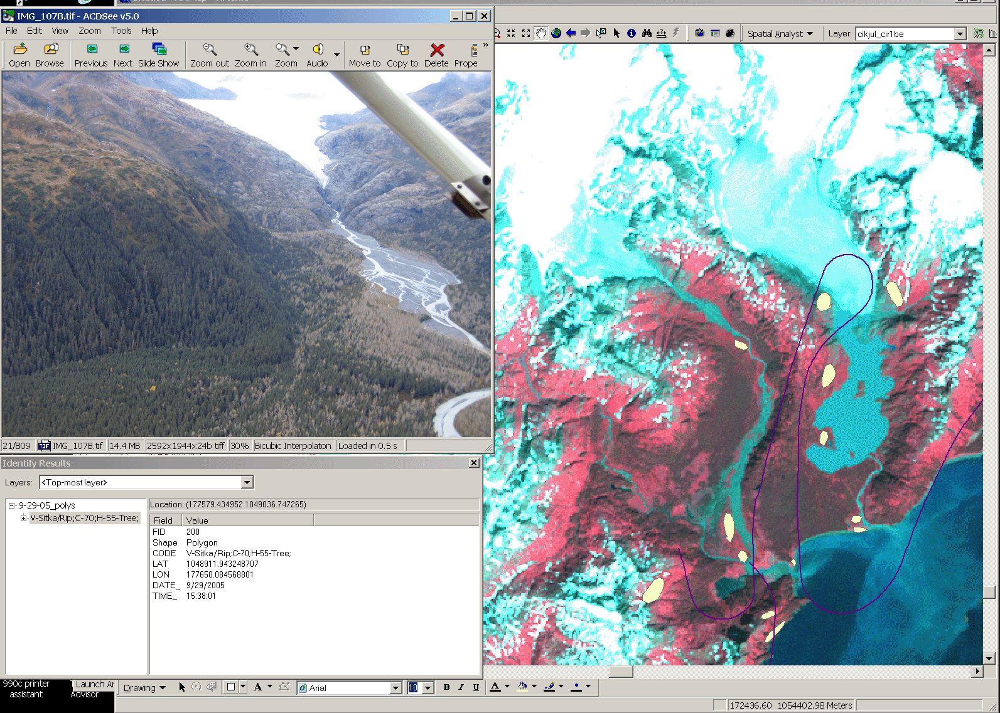 IMG_1078.tif - ACDSee v5.0
File Edit View Zoom Tools Help
Open Browse Previous Next Slide Show Zoom out Zoom in Zoom Audio Move to Copy to Delete Prope »
Spatial Analyst Layer: cikjul_cir1be
21/809 IMG_1078.tif 14.4 MB 2592x1944x24b tiff 30% Bicubic Interpolaton Loaded in 0.5 s
Identify Results
Layers: <Top-most layer>
9-29-05_polys
V-Sitka/Rip;C-70;H-55-Tree;
Location: (177579.434952 1049036.747265)
Field Value
FID 200
Shape Polygon
CODE V-Sitka/Rip;C-70;H-55-Tree;
LAT 1048911.943248707
LON 177650.084568801
DATE_ 9/29/2005
TIME_ 15:38:01
990c printer
assistant
Launch Ar
Advisor
Drawing A Arial 10 B I U A
172436.60 1054402.98 Meters